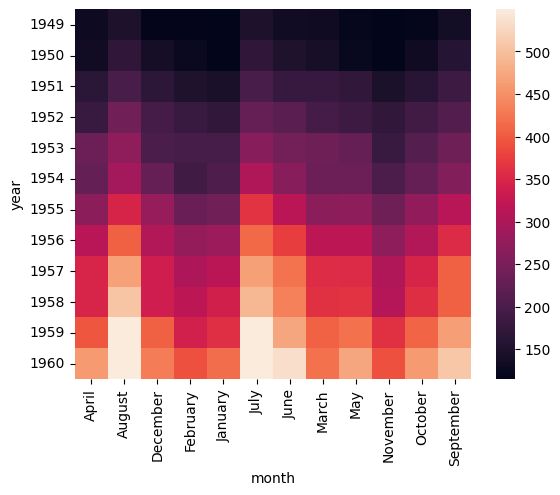 1949
1950
1951
1952
1953
1954
1955
1956
1957
1958
1959
1960
year
April
August
December
February
January
July
June
March
May
November
October
September
month
500
450
400
350
300
250
200
150